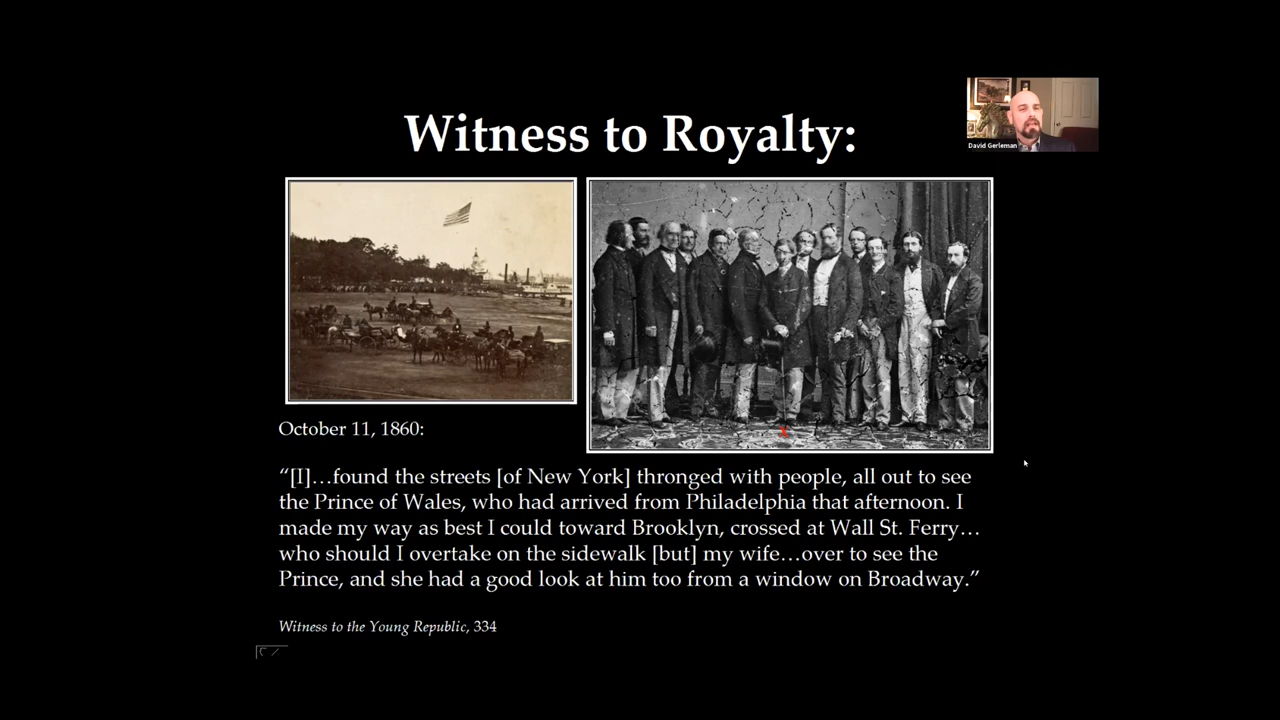 Witness to Royalty:
David Gerleman
October 11, 1860:
“[I]…found the streets [of New York] thronged with people, all out to see
the Prince of Wales, who had arrived from Philadelphia that afternoon. I
made my way as best I could toward Brooklyn, crossed at Wall St. Ferry…
who should I overtake on the sidewalk [but] my wife…over to see the
Prince, and she had a good look at him too from a window on Broadway.”
Witness to the Young Republic, 334